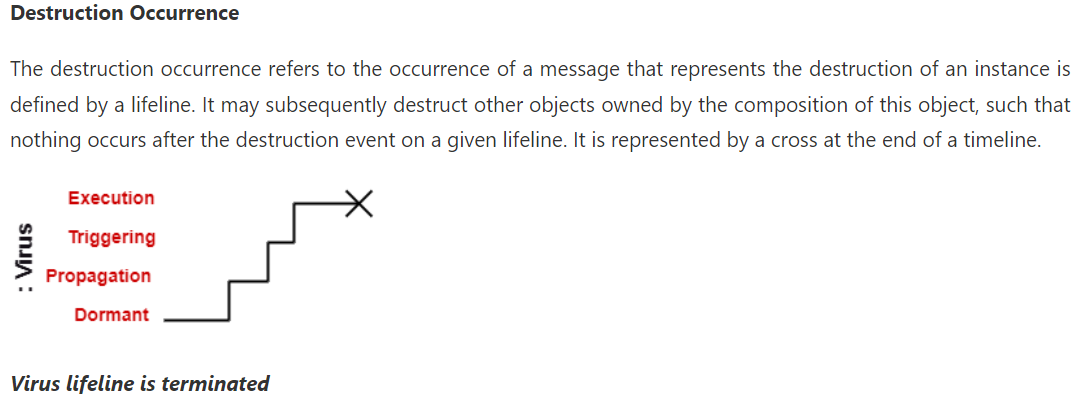 Destruction Occurrence
The destruction occurrence refers to the occurrence of a message that represents the destruction of an instance is
defined by a lifeline. It may subsequently destruct other objects owned by the composition of this object, such that
nothing occurs after the destruction event on a given lifeline. It is represented by a cross at the end of a timeline.
: Virus
Execution
Triggering
Propagation
Dormant
Virus lifeline is terminated